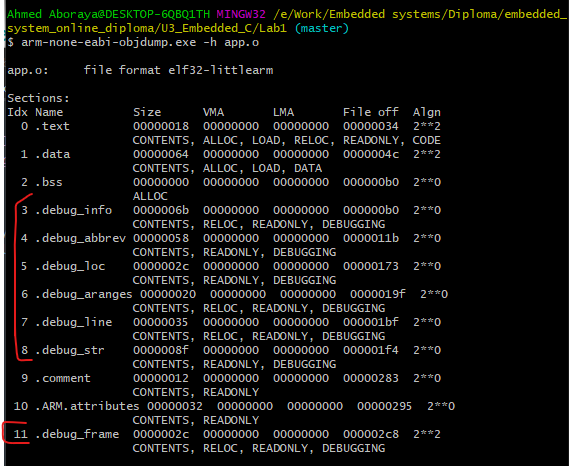 Ahmed Aboraya@DESKTOP-6QBQ1TH MINGW32 /e/Work/Embedded systems/Diploma/embedded_
system_online_diploma/U3_Embedded_C/Lab1 (master)
$ arm-none-eabi-objdump.exe -h app.o
app.o:     file format elf32-littlearm
Sections:
Idx Name          Size      VMA       LMA       File off  Algn
  0 .text         00000018  00000000  00000000  00000034  2**2
                  CONTENTS, ALLOC, LOAD, RELOC, READONLY, CODE
  1 .data         00000064  00000000  00000000  0000004c  2**2
                  CONTENTS, ALLOC, LOAD, DATA
  2 .bss          00000000  00000000  00000000  000000b0  2**0
                  ALLOC
  3 .debug_info   0000006b  00000000  00000000  000000b0  2**0
                  CONTENTS, RELOC, READONLY, DEBUGGING
  4 .debug_abbrev 00000058  00000000  00000000  0000011b  2**0
                  CONTENTS, READONLY, DEBUGGING
  5 .debug_loc    0000002c  00000000  00000000  00000173  2**0
                  CONTENTS, READONLY, DEBUGGING
  6 .debug_aranges 00000020  00000000  00000000  0000019f  2**0
                  CONTENTS, RELOC, READONLY, DEBUGGING
  7 .debug_line   00000035  00000000  00000000  000001bf  2**0
                  CONTENTS, RELOC, READONLY, DEBUGGING
  8 .debug_str    0000008f  00000000  00000000  000001f4  2**0
                  CONTENTS, READONLY, DEBUGGING
  9 .comment      00000012  00000000  00000000  00000283  2**0
                  CONTENTS, READONLY
 10 .ARM.attributes 00000032  00000000  00000000  00000295  2**0
                  CONTENTS, READONLY
 11 .debug_frame  0000002c  00000000  00000000  000002c8  2**2
                  CONTENTS, RELOC, READONLY, DEBUGGING